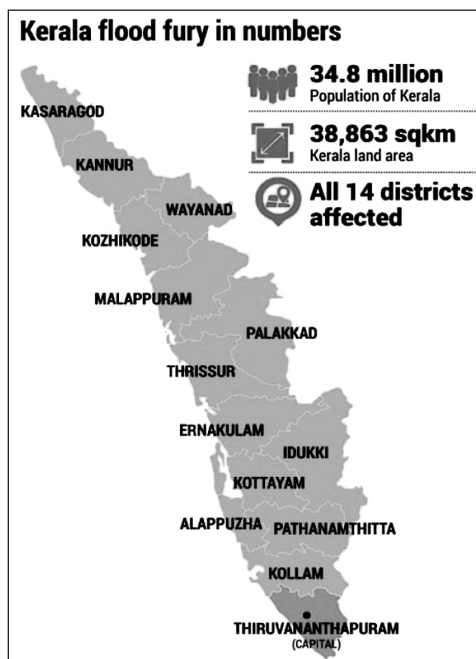 Kerala flood fury in numbers
34.8 million
Population of Kerala
38,863 sqkm
Kerala land area
All 14 districts
affected
KASARAGOD
KANNUR
WAYANAD
KOZHIKODE
MALAPPURAM
PALAKKAD
THRISSUR
ERNAKULAM
IDUKKI
KOTTAYAM
ALAPPUZHA
PATHANAMTHITTA
KOLLAM
THIRUVANANTHAPURAM
(CAPITAL)